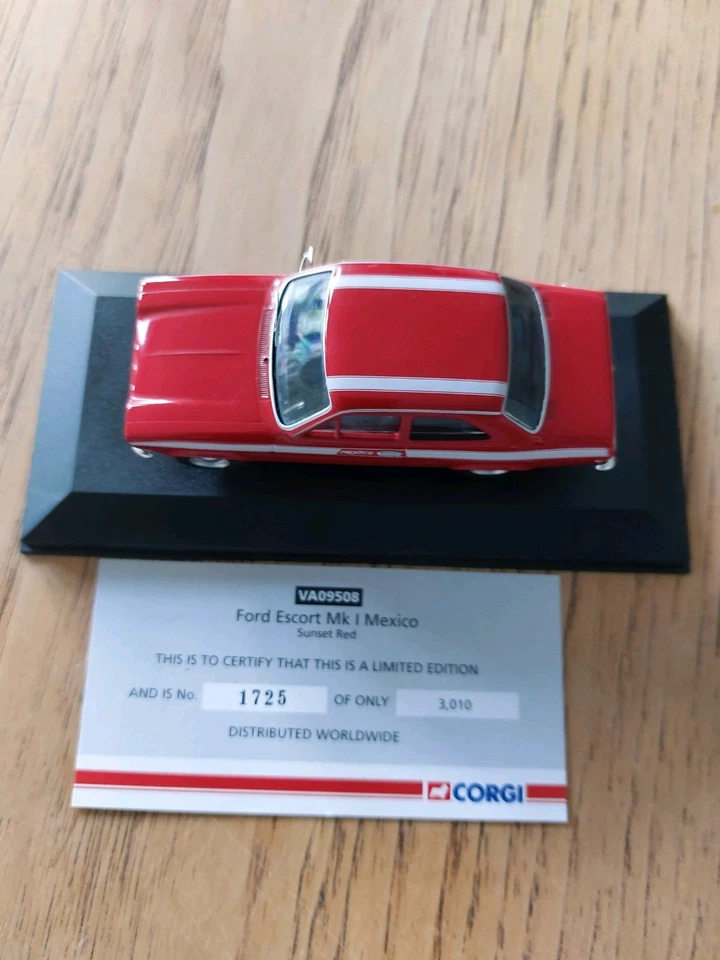 mexico
VA09508
Ford Escort Mk I Mexico
Sunset Red
THIS IS TO CERTIFY THAT THIS IS A LIMITED EDITION
AND IS No. 1725 OF ONLY 3,010
DISTRIBUTED WORLDWIDE
CORGI